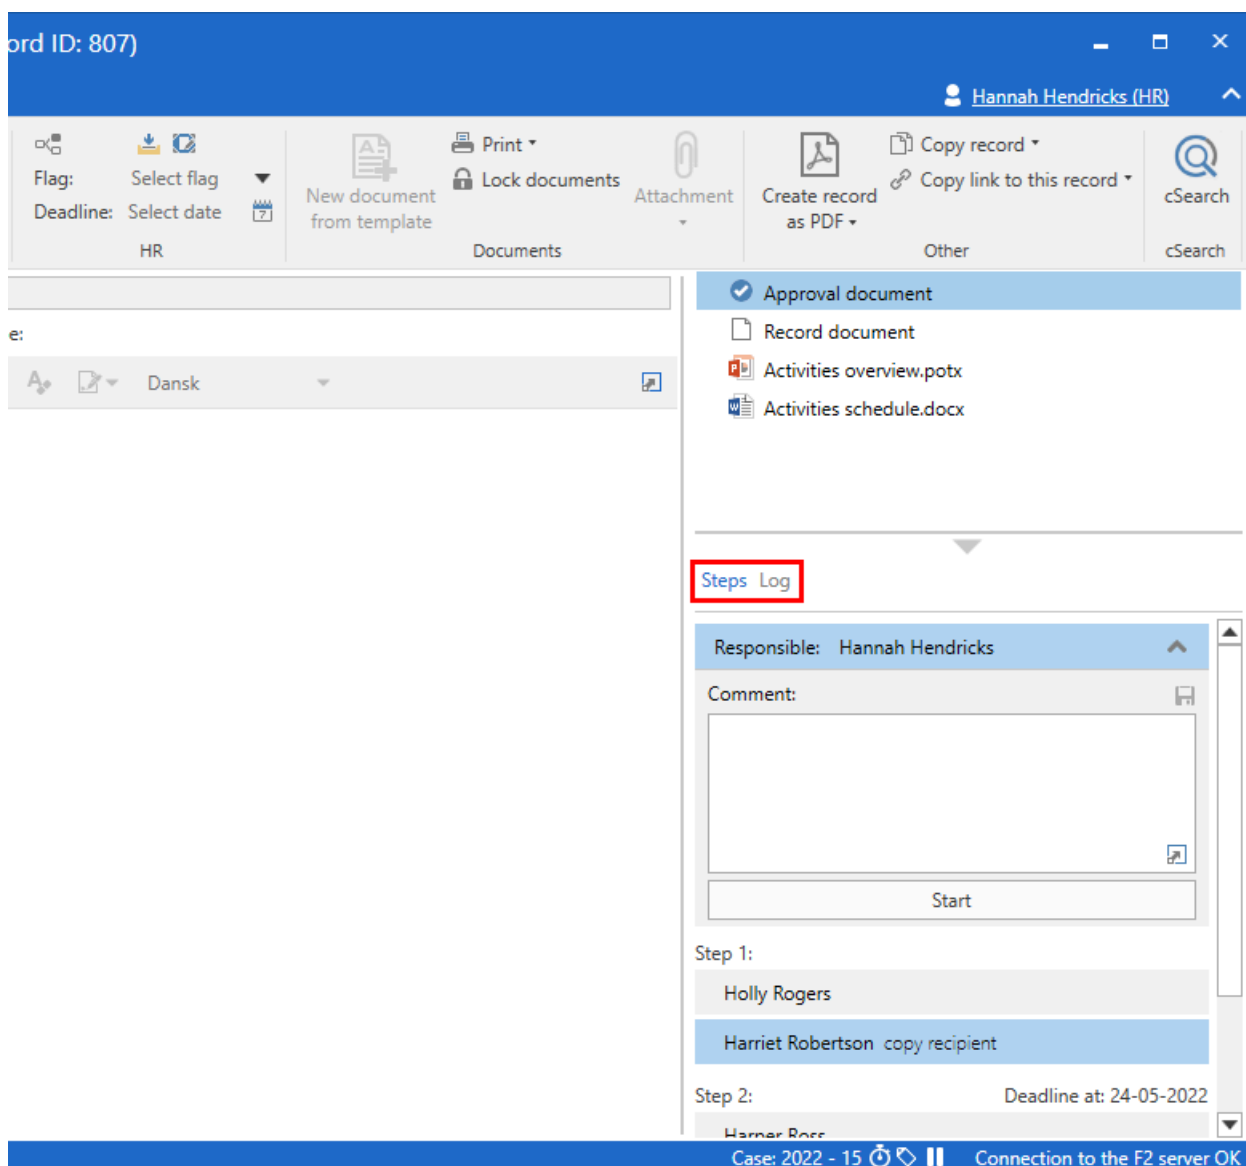 ord ID: 807)
Hannah Hendricks (HR)
Flag: Select flag
Deadline: Select date
7
HR
New document
from template
Print
Lock documents
Attachment
Documents
Create record
as PDF
Copy record
Copy link to this record
Other
cSearch
cSearch
Approval document
Record document
Activities overview.potx
Activities schedule.docx
e:
Dansk
Steps Log
Responsible: Hannah Hendricks
Comment:
Start
Step 1:
Holly Rogers
Harriet Robertson copy recipient
Step 2: Deadline at: 24-05-2022
Harper Ross
Case: 2022 - 15 Connection to the F2 server OK